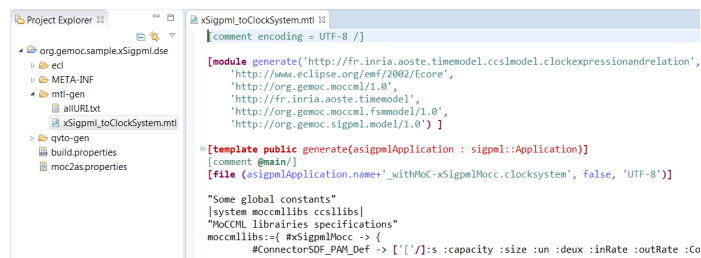 Project Explorer
org.gemoc.sample.xSigpml.dse
ecl
META-INF
mtl-gen
allURI.txt
xSigpml_toClockSystem.mtl
qvto-gen
build.properties
moc2as.properties
xSigpml_toClockSystem.mtl
[comment encoding = UTF-8 /]
[module generate('http://fr.inria.aoste.timemodel.ccslmodel.clockexpressionandrelation',
'http://www.eclipse.org/emf/2002/Ecore',
'http://org.gemoc.moccml/1.0',
'http://fr.inria.aoste.timemodel',
'http://org.gemoc.moccml.fsmmodel/1.0',
'http://org.gemoc.sigpml.model/1.0') ]
[template public generate(asigpmlApplication : sigpml::Application)]
[comment @main/]
[file (asigpmlApplication.name+'_withMoC-xSigpmlMocc.clocksystem', false, 'UTF-8')]
"Some global constants"
|system moccmllibs ccsllibs|
"MoCCML librairies specifications"
moccmllibs:={ #xSigpmlMocc -> {
#ConnectorSDF_PAM_Def -> ['['/]:s :capacity :size :un :deux :inRate :outRate :Co